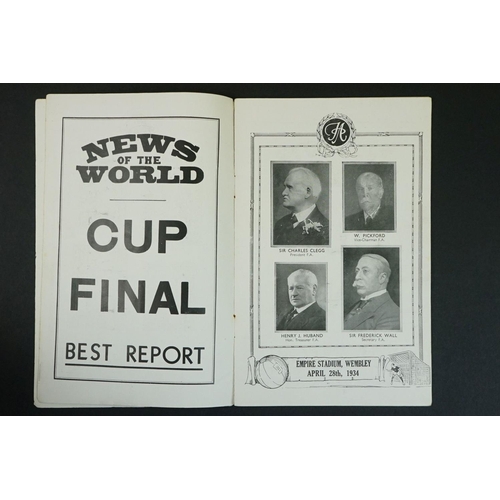 NEWS
OF THE
WORLD
CUP
FINAL
BEST REPORT
FA
SIR CHARLES CLEGG
President F.A.
W. PICKFORD
Vice-Chairman F.A.
HENRY J. HUBAND
Hon. Treasurer F.A.
SIR FREDERICK WALL
Secretary F.A.
EMPIRE STADIUM, WEMBLEY
APRIL 28th, 1934